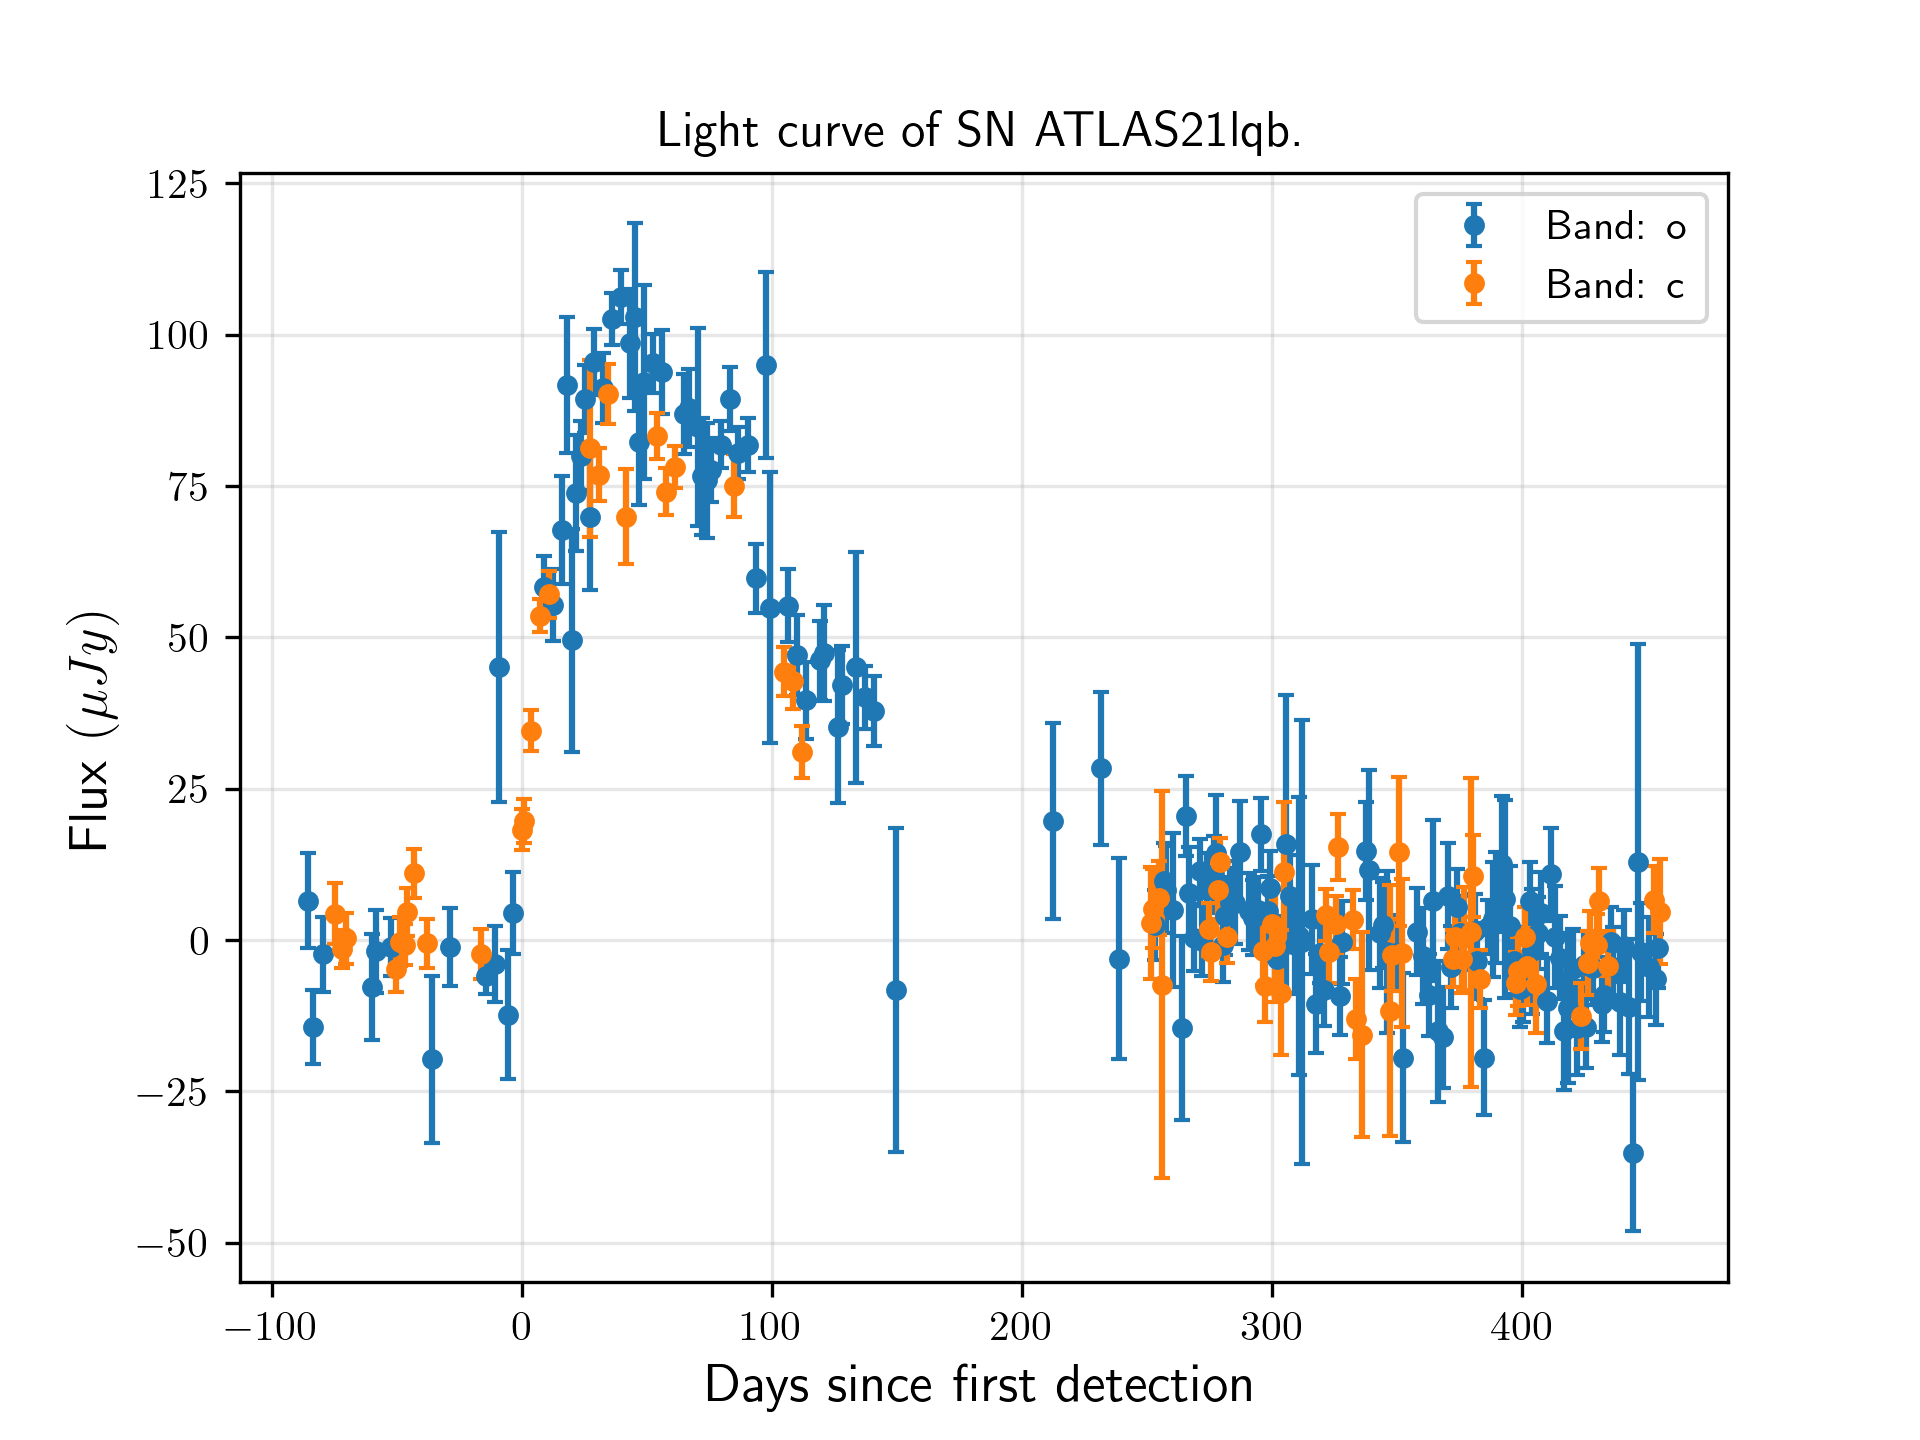 Light curve of SN ATLAS21lqb.
Band: o
Band: c
125
100
75
50
25
0
−25
−50
Flux (μJy)
−100 0 100 200 300 400
Days since first detection